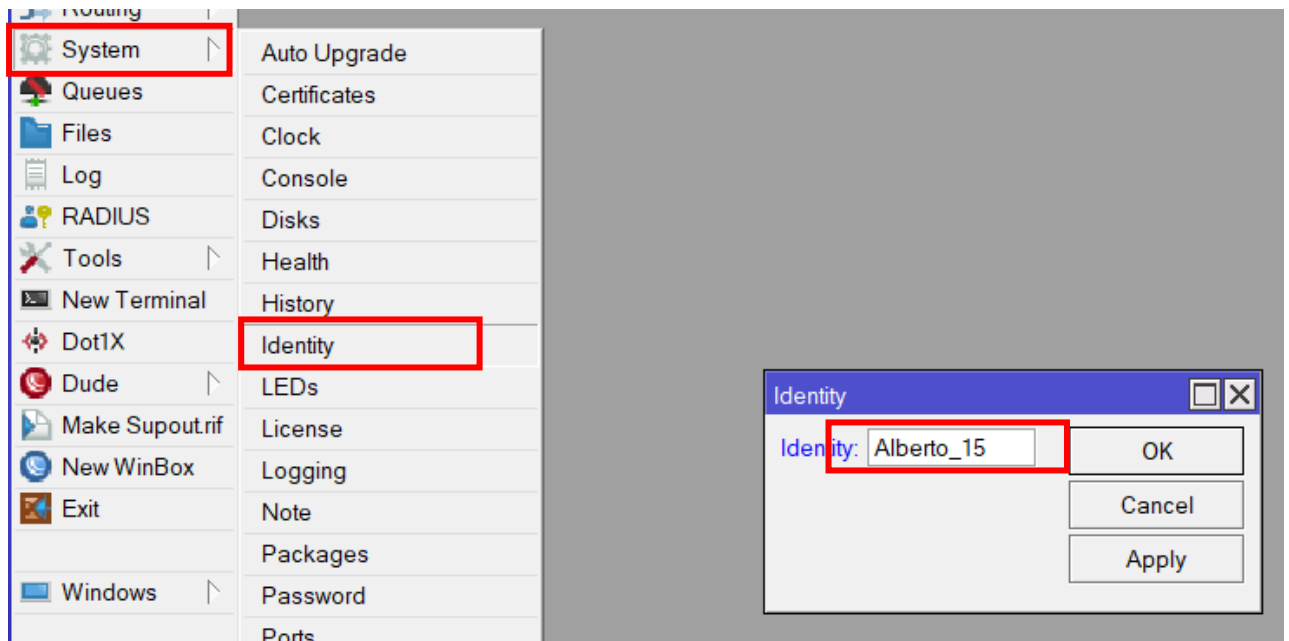 Routing
System
Queues
Files
Log
RADIUS
Tools
New Terminal
Dot1X
Dude
Make Supout.rif
New WinBox
Exit
Windows
Auto Upgrade
Certificates
Clock
Console
Disks
Health
History
Identity
LEDs
License
Logging
Note
Packages
Password
Ports
Identity
Identity: Alberto_15
OK
Cancel
Apply